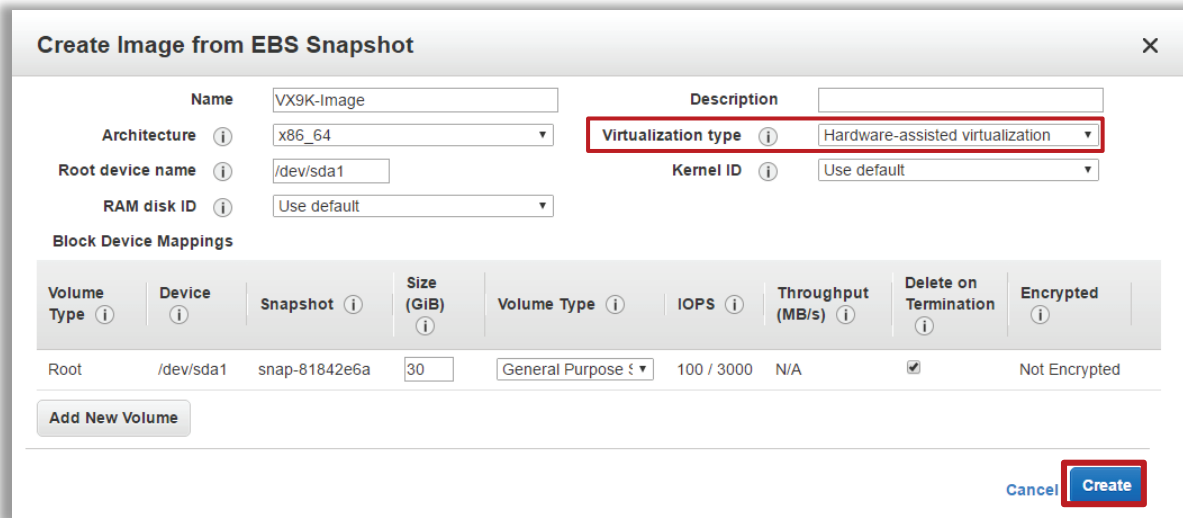 Create Image from EBS Snapshot
Name VX9K-Image Description
Architecture x86_64 Virtualization type Hardware-assisted virtualization
Root device name /dev/sda1 Kernel ID Use default
RAM disk ID Use default
Block Device Mappings
Volume Type Device Snapshot Size (GiB) Volume Type IOPS Throughput (MB/s) Delete on Termination Encrypted
Root /dev/sda1 snap-81842e6a 30 General Purpose 100 / 3000 N/A Not Encrypted
Add New Volume
Cancel Create